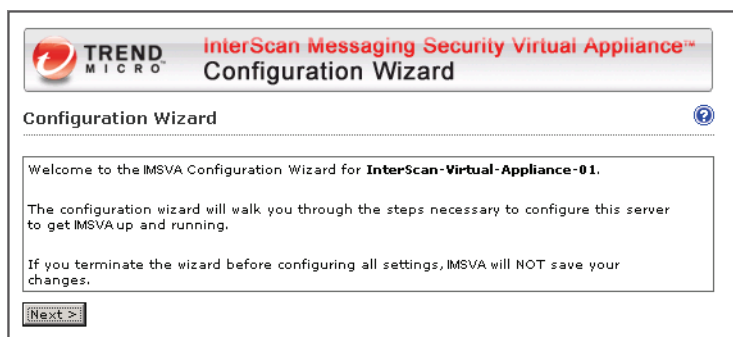 TREND
MICRO™
InterScan Messaging Security Virtual Appliance™
Configuration Wizard
Configuration Wizard
?
Welcome to the IMSVA Configuration Wizard for InterScan-Virtual-Appliance-01.
The configuration wizard will walk you through the steps necessary to configure this server
to get IMSVA up and running.
If you terminate the wizard before configuring all settings, IMSVA will NOT save your
changes.
Next >